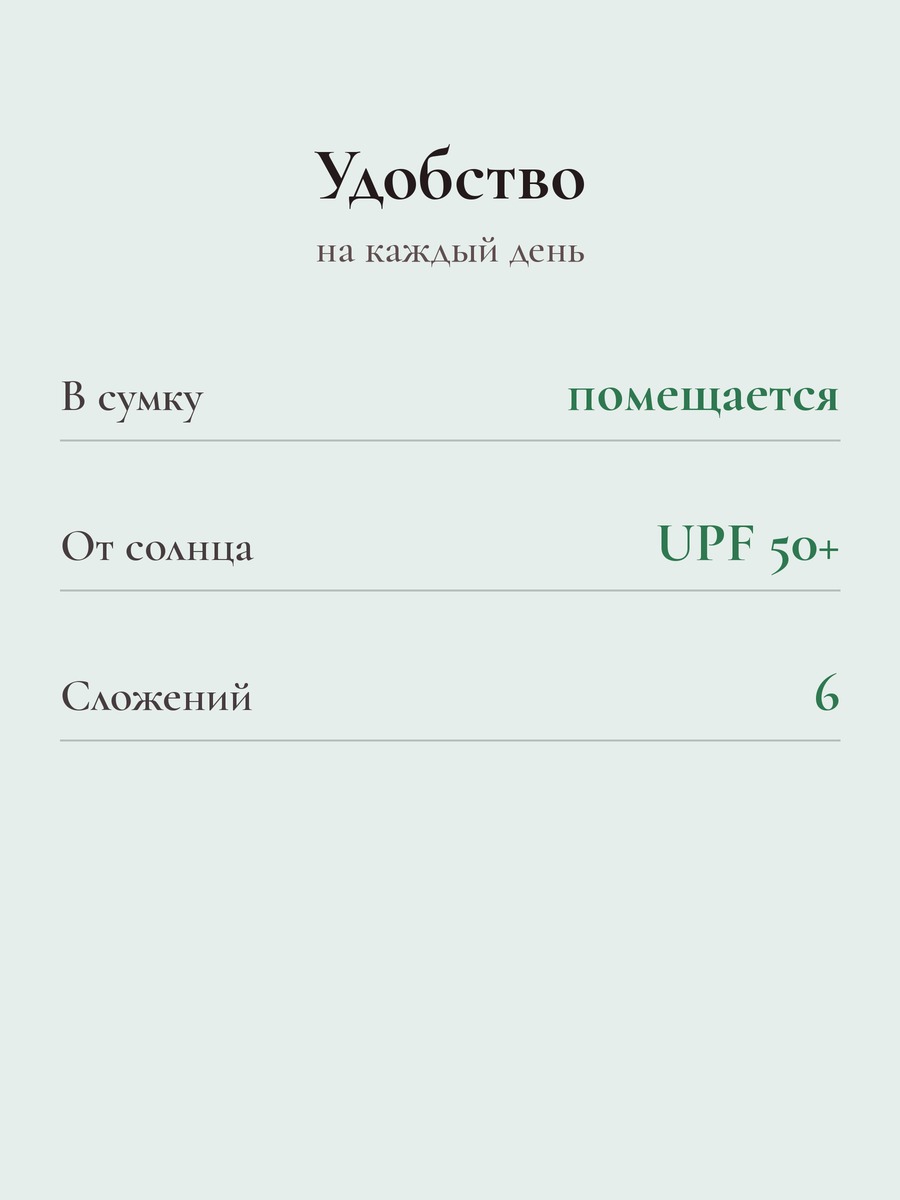 Удобство
на каждый день
В сумку помещается
От солнца UPF 50+
Сложений 6